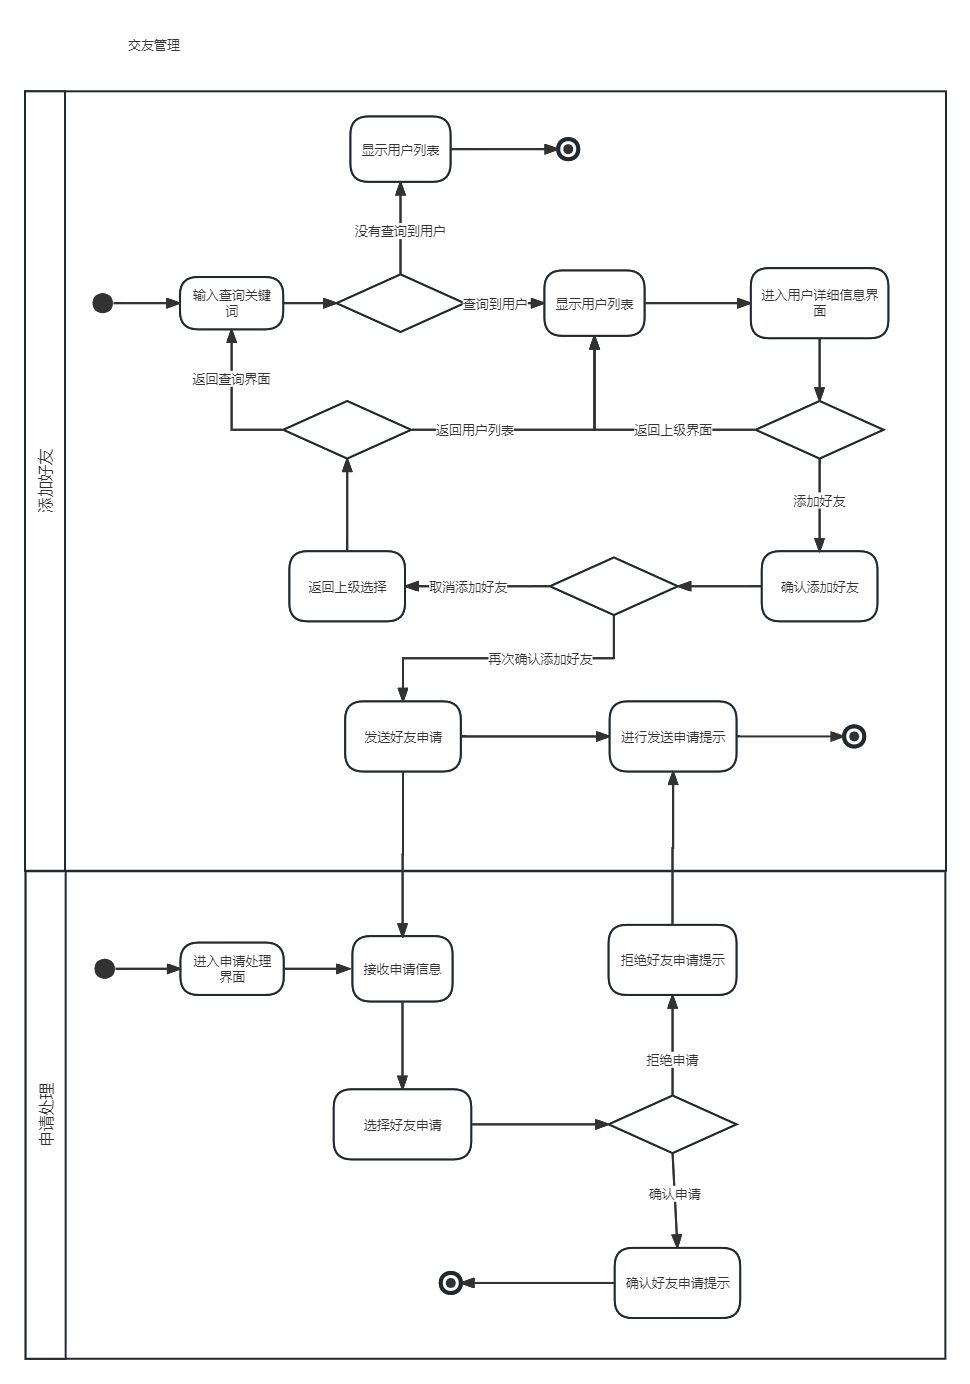 交友管理
添加好友
显示用户列表
没有查询到用户
输入查询关键
词
查询到用户
显示用户列表
进入用户详细信息界
面
返回查询界面
返回用户列表
返回上级界面
添加好友
返回上级选择
取消添加好友
确认添加好友
再次确认添加好友
发送好友申请
进行发送申请提示
申请处理
进入申请处理
界面
接收申请信息
拒绝好友申请提示
拒绝申请
选择好友申请
确认申请
确认好友申请提示